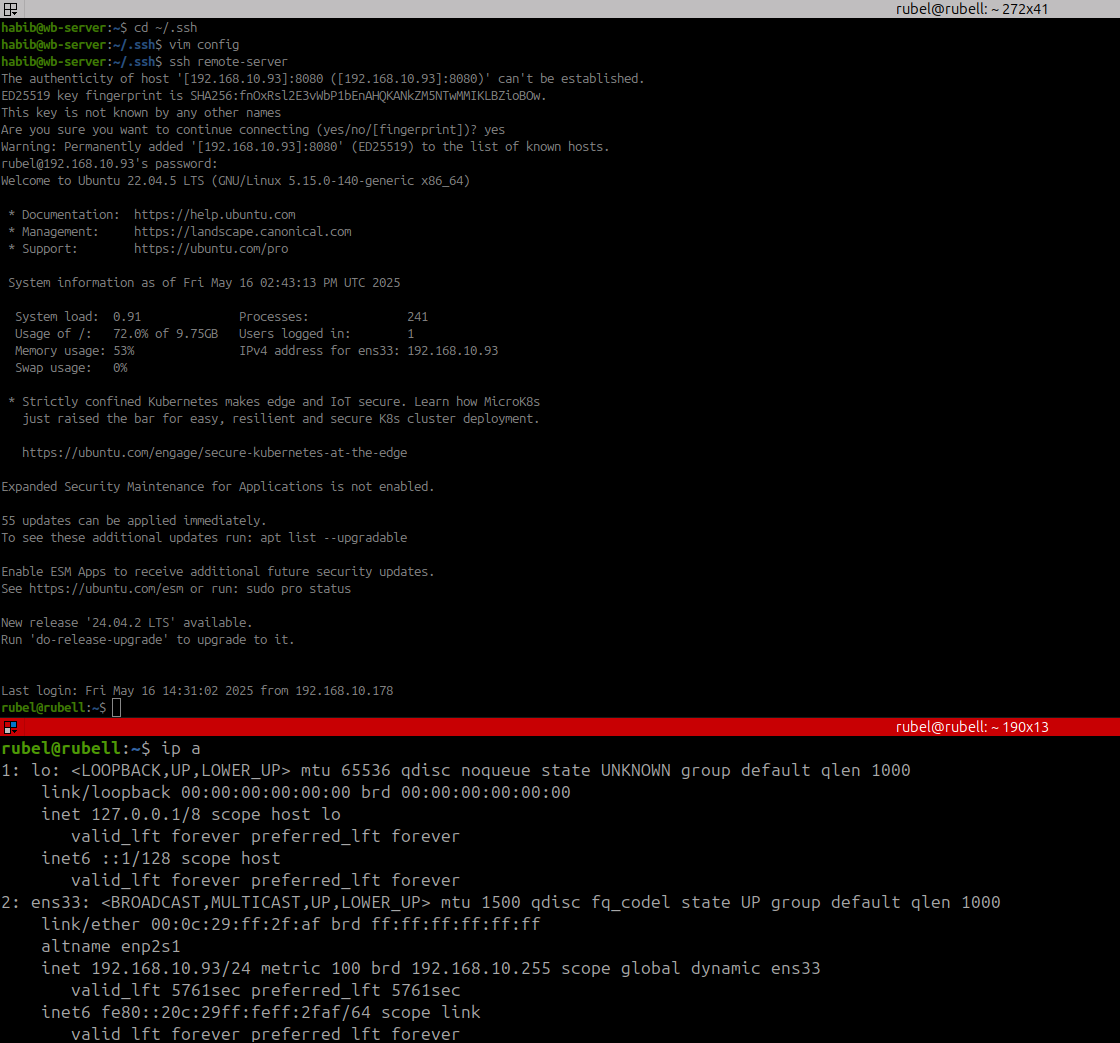 rubel@rubell: ~ 272x41
habib@wb-server:~$ cd ~/.ssh
habib@wb-server:~/.ssh$ vim config
habib@wb-server:~/.ssh$ ssh remote-server
The authenticity of host '[192.168.10.93]:8080 ([192.168.10.93]:8080)' can't be established.
ED25519 key fingerprint is SHA256:fnOxRsl2E3vWbP1bEnAHQKANkZM5NTwMMIKLBZioBOw.
This key is not known by any other names
Are you sure you want to continue connecting (yes/no/[fingerprint])? yes
Warning: Permanently added '[192.168.10.93]:8080' (ED25519) to the list of known hosts.
rubel@192.168.10.93's password:
Welcome to Ubuntu 22.04.5 LTS (GNU/Linux 5.15.0-140-generic x86_64)
* Documentation:  https://help.ubuntu.com
* Management:     https://landscape.canonical.com
* Support:        https://ubuntu.com/pro
System information as of Fri May 16 02:43:13 PM UTC 2025
System load:  0.91              Processes:              241
Usage of /:   72.0% of 9.75GB   Users logged in:        1
Memory usage: 53%               IPv4 address for ens33: 192.168.10.93
Swap usage:   0%
* Strictly confined Kubernetes makes edge and IoT secure. Learn how MicroK8s
just raised the bar for easy, resilient and secure K8s cluster deployment.
https://ubuntu.com/engage/secure-kubernetes-at-the-edge
Expanded Security Maintenance for Applications is not enabled.
55 updates can be applied immediately.
To see these additional updates run: apt list --upgradable
Enable ESM Apps to receive additional future security updates.
See https://ubuntu.com/esm or run: sudo pro status
New release '24.04.2 LTS' available.
Run 'do-release-upgrade' to upgrade to it.
Last login: Fri May 16 14:31:02 2025 from 192.168.10.178
rubel@rubell:~$
rubel@rubell: ~ 190x13
rubel@rubell:~$ ip a
1: lo: <LOOPBACK,UP,LOWER_UP> mtu 65536 qdisc noqueue state UNKNOWN group default qlen 1000
link/loopback 00:00:00:00:00:00 brd 00:00:00:00:00:00
inet 127.0.0.1/8 scope host lo
valid_lft forever preferred_lft forever
inet6 ::1/128 scope host
valid_lft forever preferred_lft forever
2: ens33: <BROADCAST,MULTICAST,UP,LOWER_UP> mtu 1500 qdisc fq_codel state UP group default qlen 1000
link/ether 00:0c:29:ff:2f:af brd ff:ff:ff:ff:ff:ff
altname enp2s1
inet 192.168.10.93/24 metric 100 brd 192.168.10.255 scope global dynamic ens33
valid_lft 5761sec preferred_lft 5761sec
inet6 fe80::20c:29ff:feff:2faf/64 scope link
valid_lft forever preferred_lft forever